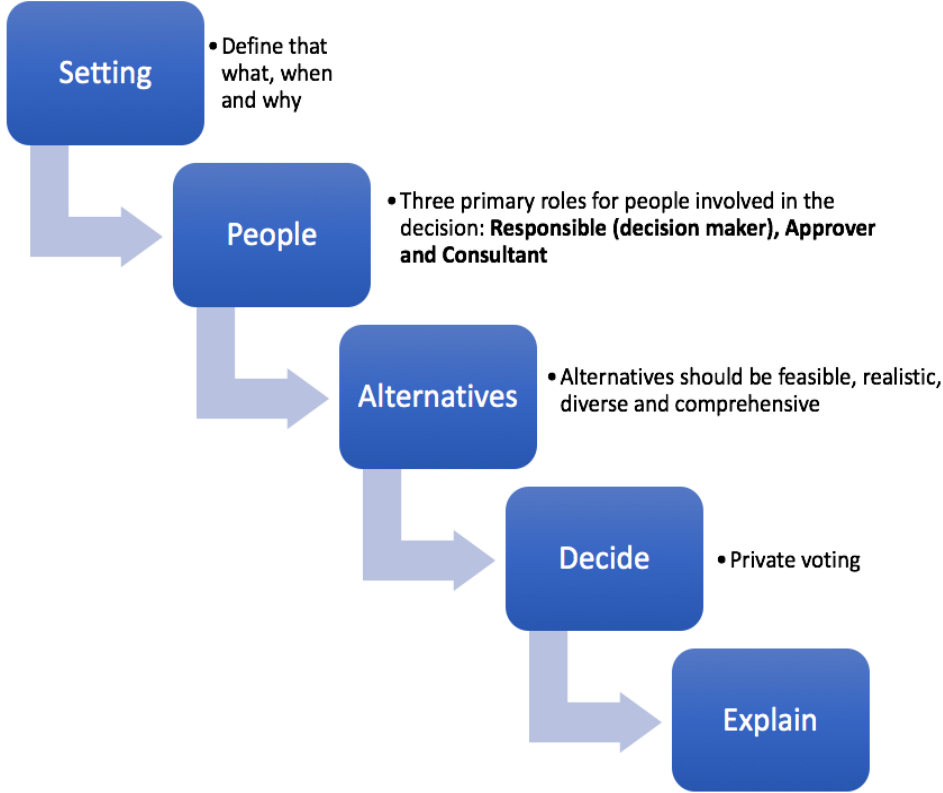 Setting
• Define that
what, when
and why
People
• Three primary roles for people involved in the
decision: Responsible (decision maker), Approver
and Consultant
Alternatives
• Alternatives should be feasible, realistic,
diverse and comprehensive
Decide
• Private voting
Explain